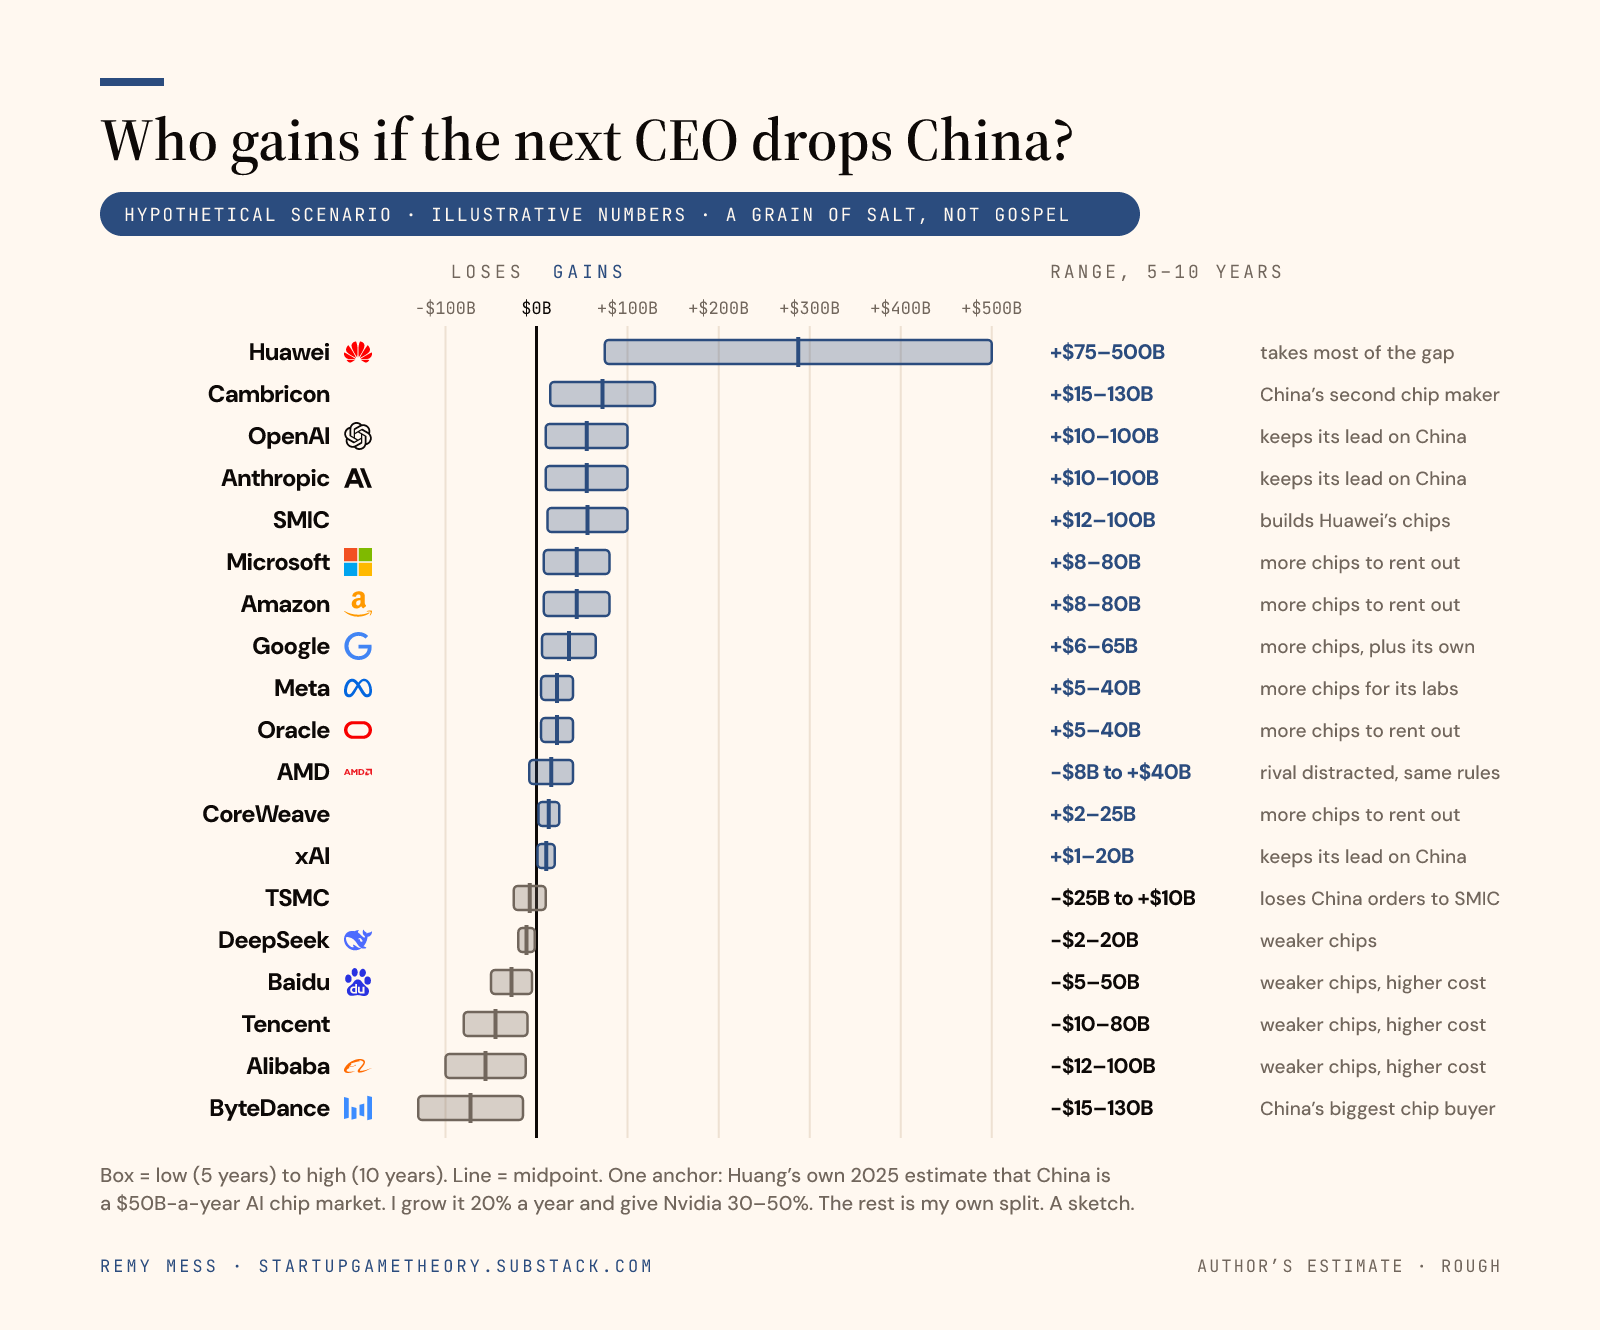 Who gains if the next CEO drops China?
HYPOTHETICAL SCENARIO · ILLUSTRATIVE NUMBERS · A GRAIN OF SALT, NOT GOSPEL
LOSES GAINS RANGE, 5–10 YEARS
-$100B $0B +$100B +$200B +$300B +$400B +$500B
Huawei +$75–500B takes most of the gap
Cambricon +$15–130B China’s second chip maker
OpenAI +$10–100B keeps its lead on China
Anthropic +$10–100B keeps its lead on China
SMIC +$12–100B builds Huawei’s chips
Microsoft +$8–80B more chips to rent out
Amazon a +$8–80B more chips to rent out
Google G +$6–65B more chips, plus its own
Meta +$5–40B more chips for its labs
Oracle +$5–40B more chips to rent out
AMD AMD -$8B to +$40B rival distracted, same rules
CoreWeave +$2–25B more chips to rent out
xAI +$1–20B keeps its lead on China
TSMC -$25B to +$10B loses China orders to SMIC
DeepSeek -$2–20B weaker chips
Baidu du -$5–50B weaker chips, higher cost
Tencent -$10–80B weaker chips, higher cost
Alibaba -$12–100B weaker chips, higher cost
ByteDance -$15–130B China’s biggest chip buyer
Box = low (5 years) to high (10 years). Line = midpoint. One anchor: Huang’s own 2025 estimate that China is
a $50B-a-year AI chip market. I grow it 20% a year and give Nvidia 30–50%. The rest is my own split. A sketch.
REMY MESS · STARTUPGAMETHEORY.SUBSTACK.COM AUTHOR’S ESTIMATE · ROUGH